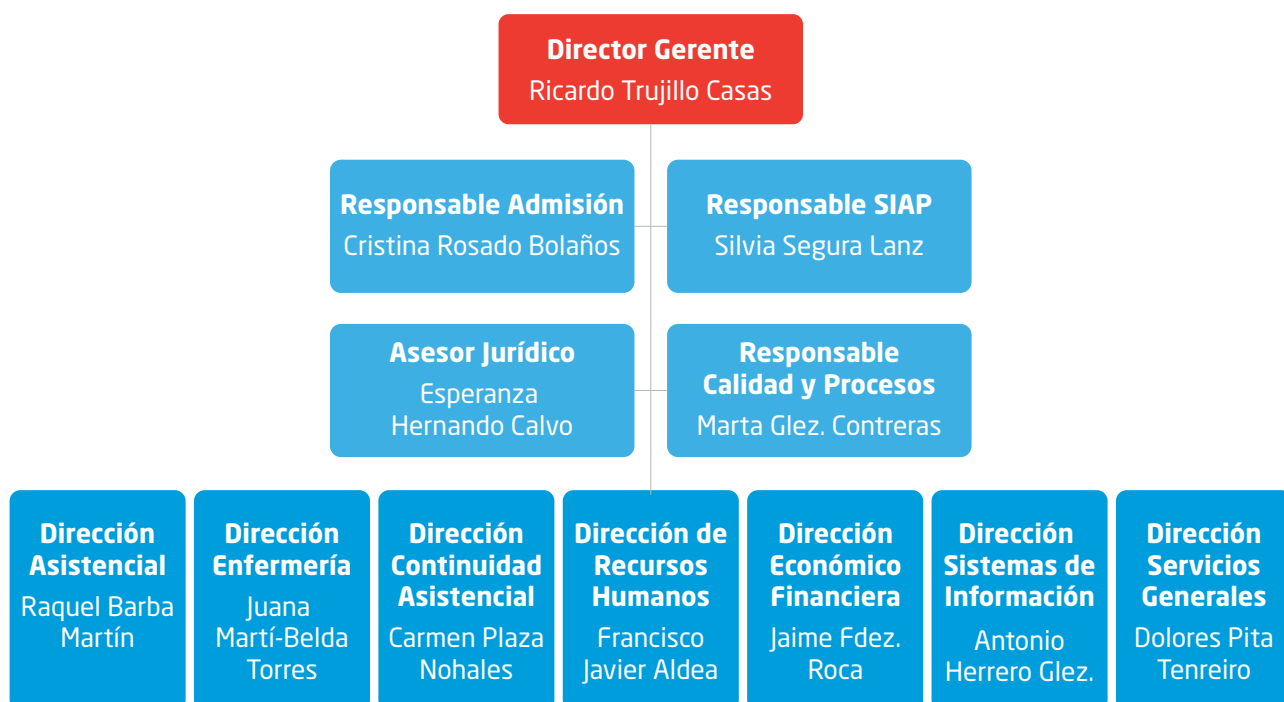 Director Gerente
Ricardo Trujillo Casas
Responsable Admisión
Cristina Rosado Bolaños
Responsable SIAP
Silvia Segura Lanz
Asesor Jurídico
Esperanza
Hernando Calvo
Responsable
Calidad y Procesos
Marta Glez. Contreras
Dirección
Asistencial
Raquel Barba
Martín
Dirección
Enfermería
Juana
Martí-Belda
Torres
Dirección
Continuidad
Asistencial
Carmen Plaza
Nohales
Dirección de
Recursos
Humanos
Francisco
Javier Aldea
Dirección
Económico
Financiera
Jaime Fdez.
Roca
Dirección
Sistemas de
Información
Antonio
Herrero Glez.
Dirección
Servicios
Generales
Dolores Pita
Tenreiro